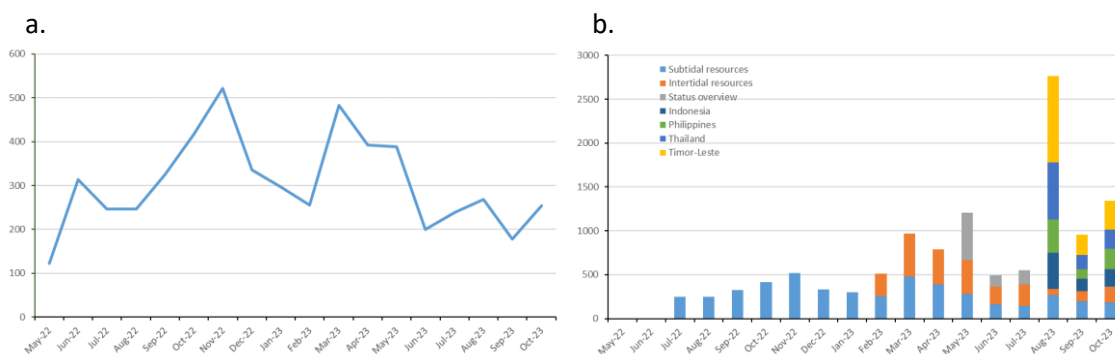 a.
600
500
400
300
200
100
0
May-22 Jun-22 Jul-22 Aug-22 Sep-22 Oct-22 Nov-22 Dec-22 Jan-23 Feb-23 Mar-23 Apr-23 May-23 Jun-23 Jul-23 Aug-23 Sep-23 Oct-23
b.
3000
2500
2000
1500
1000
500
0
Subtidal resources
Intertidal resources
Status overview
Indonesia
Philippines
Thailand
Timor-Leste
May-22 Jun-22 Jul-22 Aug-22 Sep-22 Oct-22 Nov-22 Dec-22 Jan-23 Feb-23 Mar-23 Apr-23 May-23 Jun-23 Jul-23 Aug-23 Sep-23 Oct-23